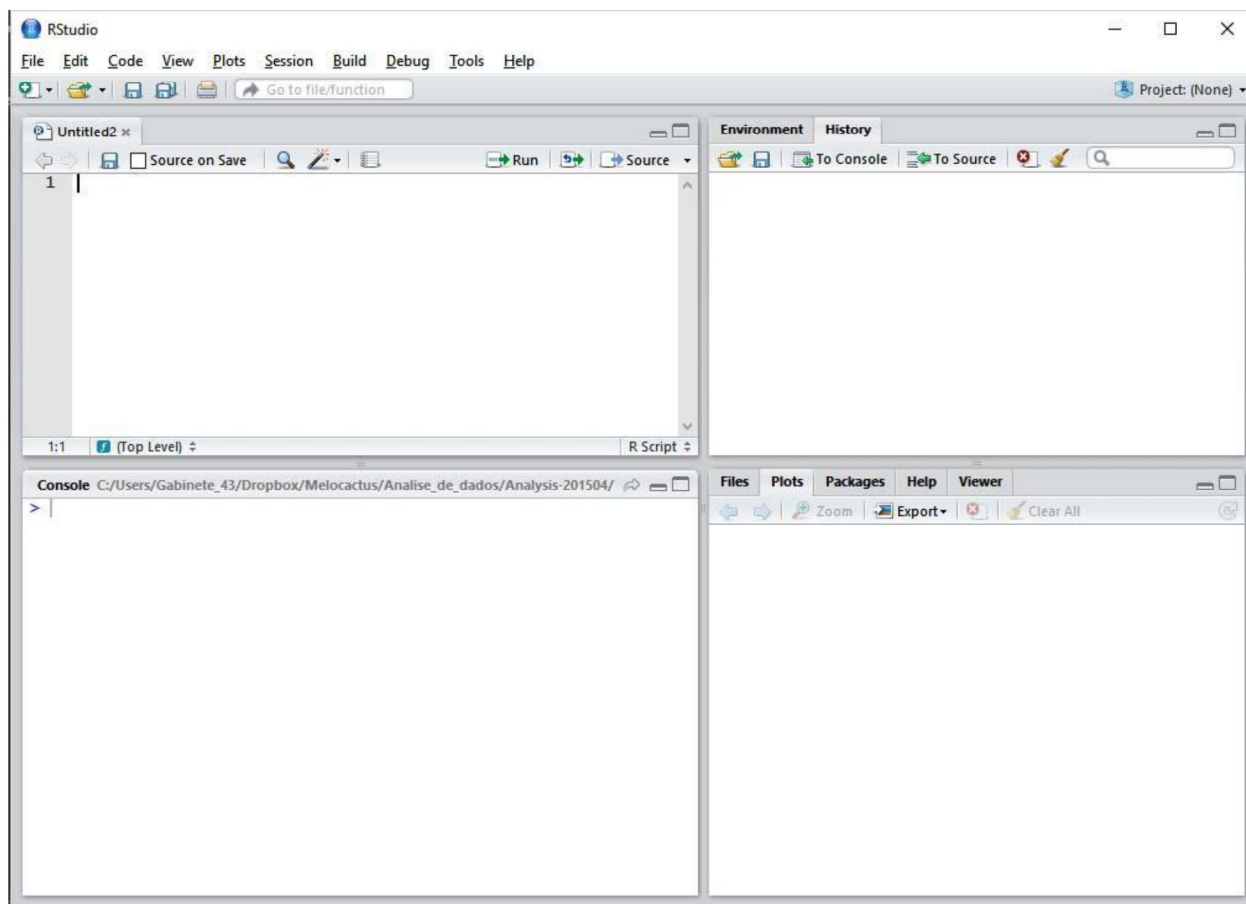 RStudio
File Edit Code View Plots Session Build Debug Tools Help
Go to file/function Project: (None)
Untitled2
Source on Save Run Source
1
1:1 (Top Level) R Script
Console C:/Users/Gabinete_43/Dropbox/Melocactus/Analise_de_dados/Analysis-201504/
>
Environment History
To Console To Source
Files Plots Packages Help Viewer
Zoom Export Clear All